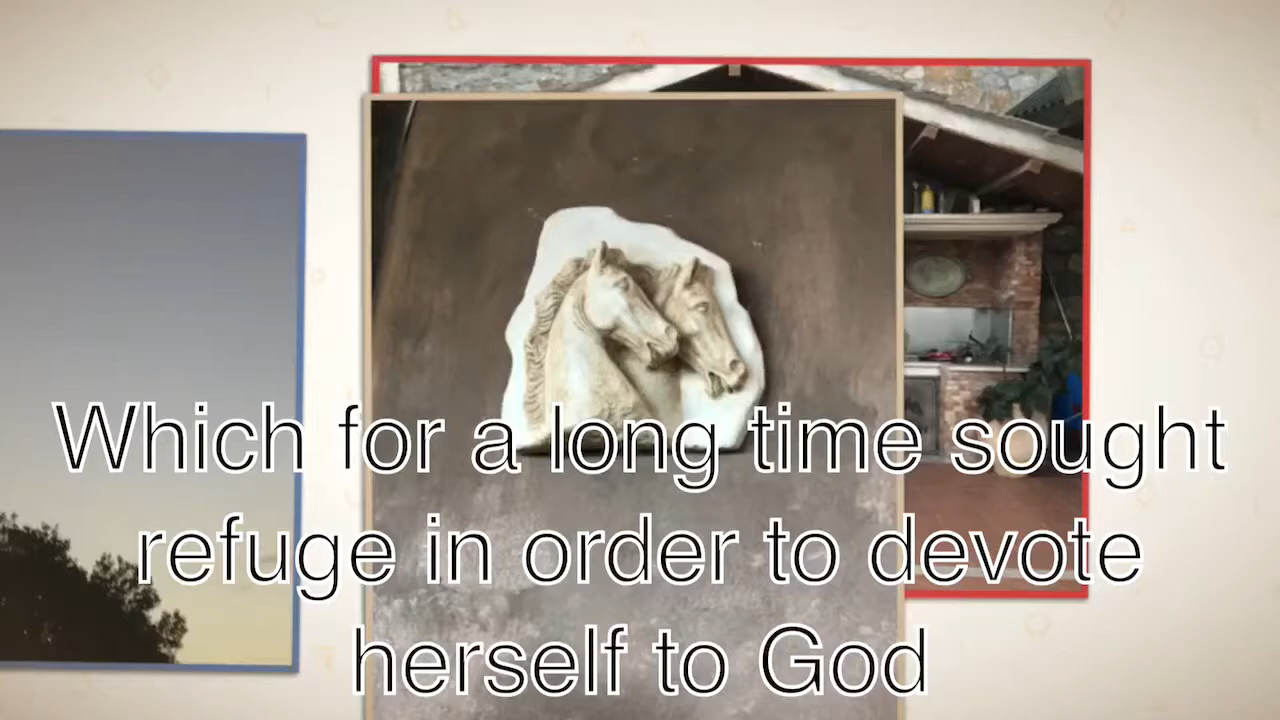 Which for a long time sought
refuge in order to devote
herself to God